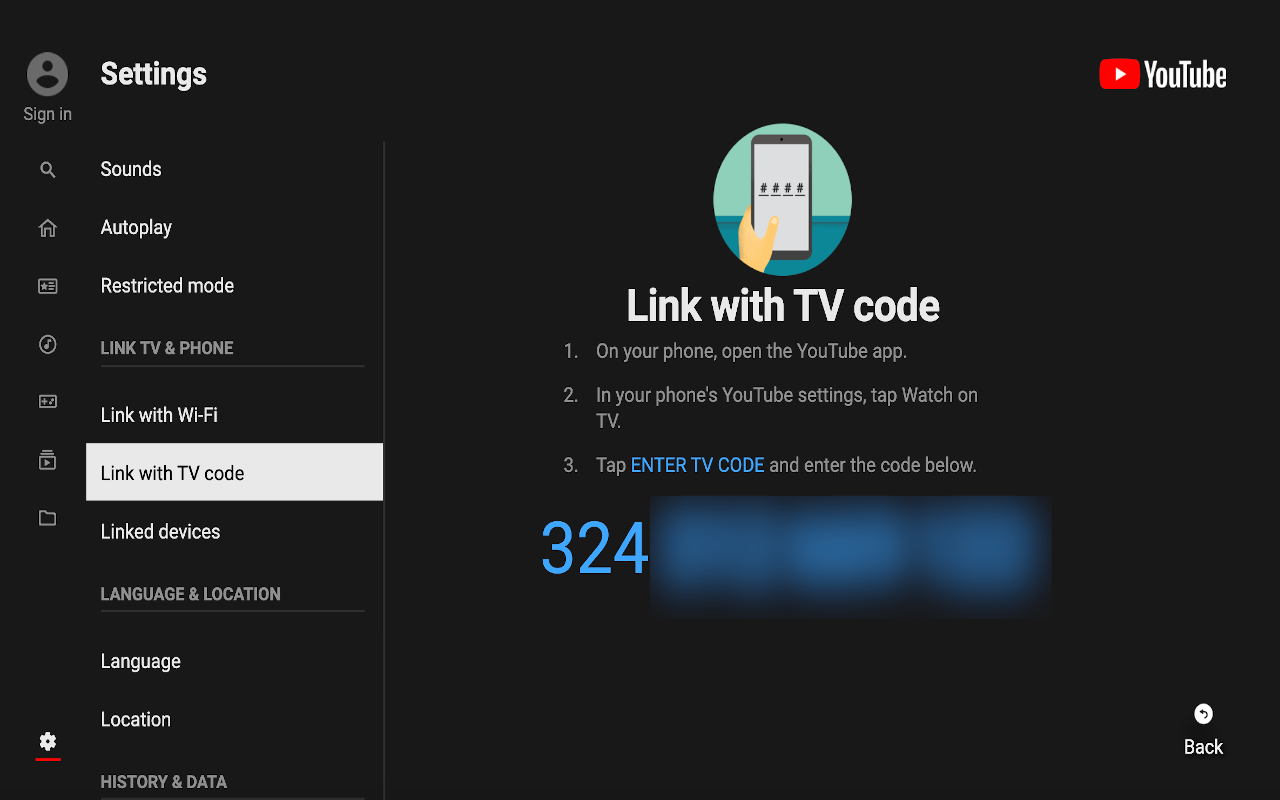 Settings
YouTube
Sign in
Sounds
Autoplay
Restricted mode
LINK TV & PHONE
Link with Wi-Fi
Link with TV code
Linked devices
LANGUAGE & LOCATION
Language
Location
HISTORY & DATA
# # # #
Link with TV code
1. On your phone, open the YouTube app.
2. In your phone's YouTube settings, tap Watch on
TV.
3. Tap ENTER TV CODE and enter the code below.
324
Back